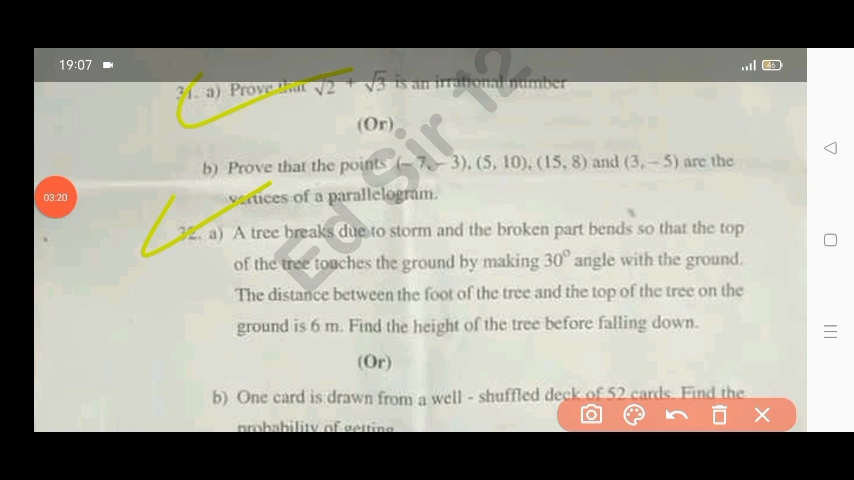 19:07
46
31. a) Prove that √2 + √3 is an irrational number
(Or)
b) Prove that the points (– 7, – 3), (5, 10), (15, 8) and (3, – 5) are the
03:20
vertices of a parallelogram.
32. a) A tree breaks due to storm and the broken part bends so that the top
of the tree touches the ground by making 30° angle with the ground.
The distance between the foot of the tree and the top of the tree on the
ground is 6 m. Find the height of the tree before falling down.
(Or)
b) One card is drawn from a well - shuffled deck of 52 cards. Find the
probability of getting
Ed Sir 12